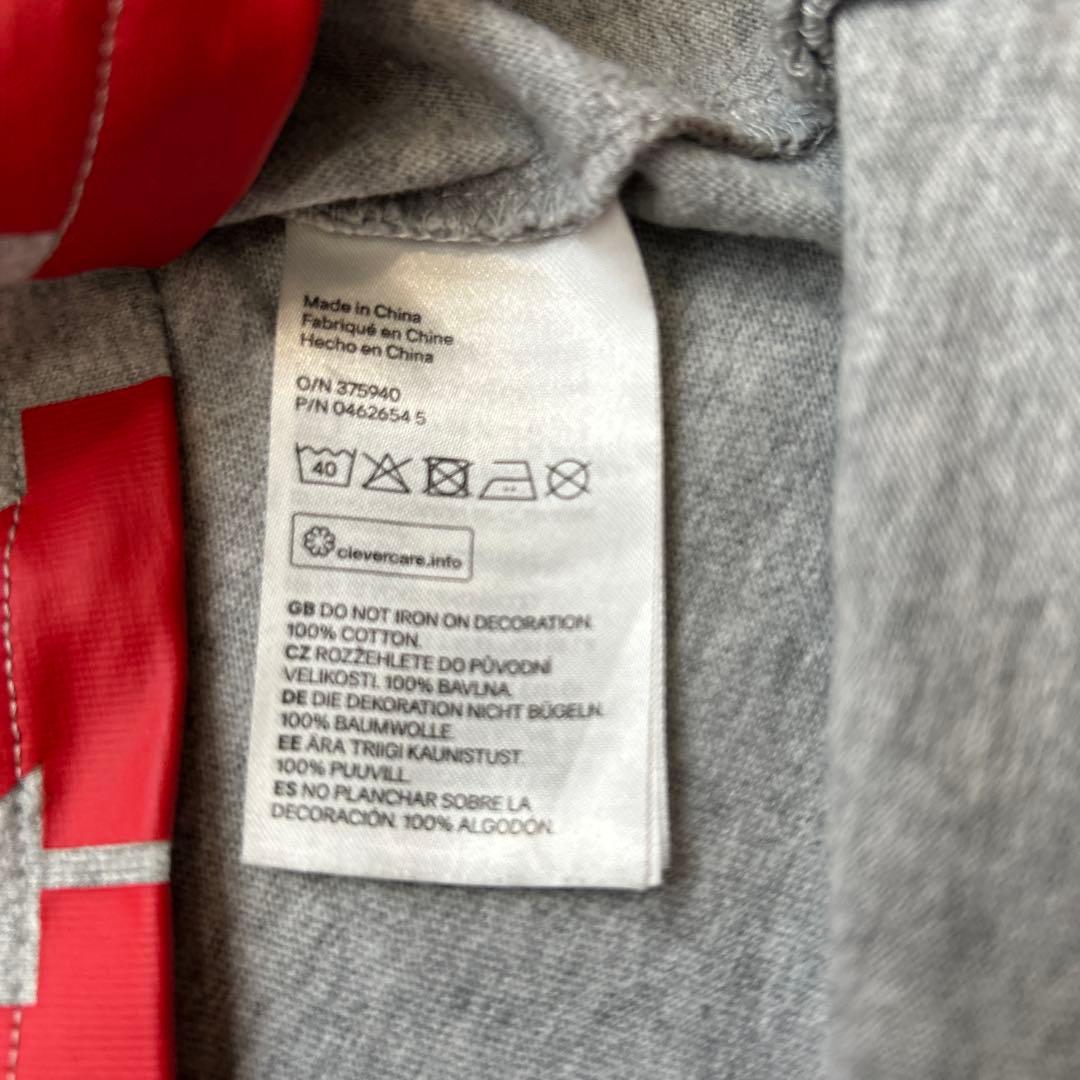 Made in China
Fabriqué en Chine
Hecho en China
O/N 375940
P/N 0462654 5
40
clevercare.info
GB DO NOT IRON ON DECORATION.
100% COTTON.
CZ ROZŽEHLETE DO PŮVODNÍ
VELIKOSTI. 100% BAVLNA.
DE DIE DEKORATION NICHT BÜGELN.
100% BAUMWOLLE.
EE ÄRA TRIIGI KAUNISTUST.
100% PUUVILL.
ES NO PLANCHAR SOBRE LA
DECORACIÓN. 100% ALGODÓN.